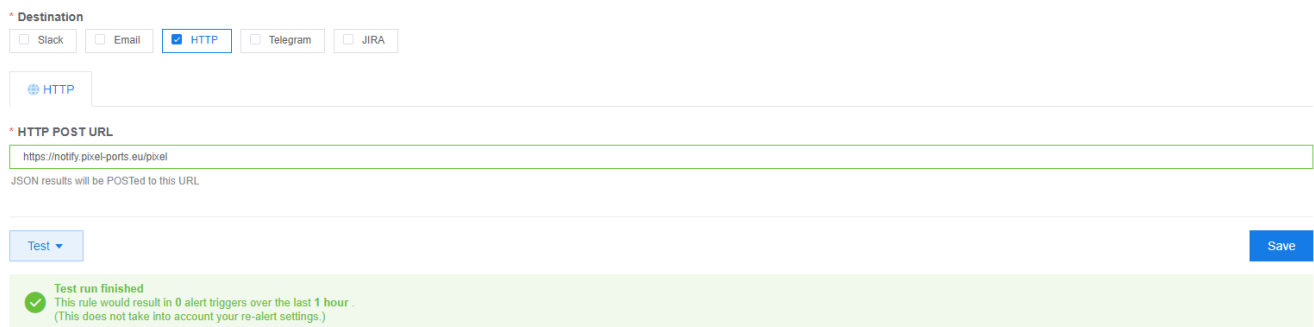 * Destination
Slack Email HTTP Telegram JIRA
HTTP
* HTTP POST URL
https://notify.pixel-ports.eu/pixel
JSON results will be POSTed to this URL
Test Save
Test run finished
This rule would result in 0 alert triggers over the last 1 hour .
(This does not take into account your re-alert settings.)